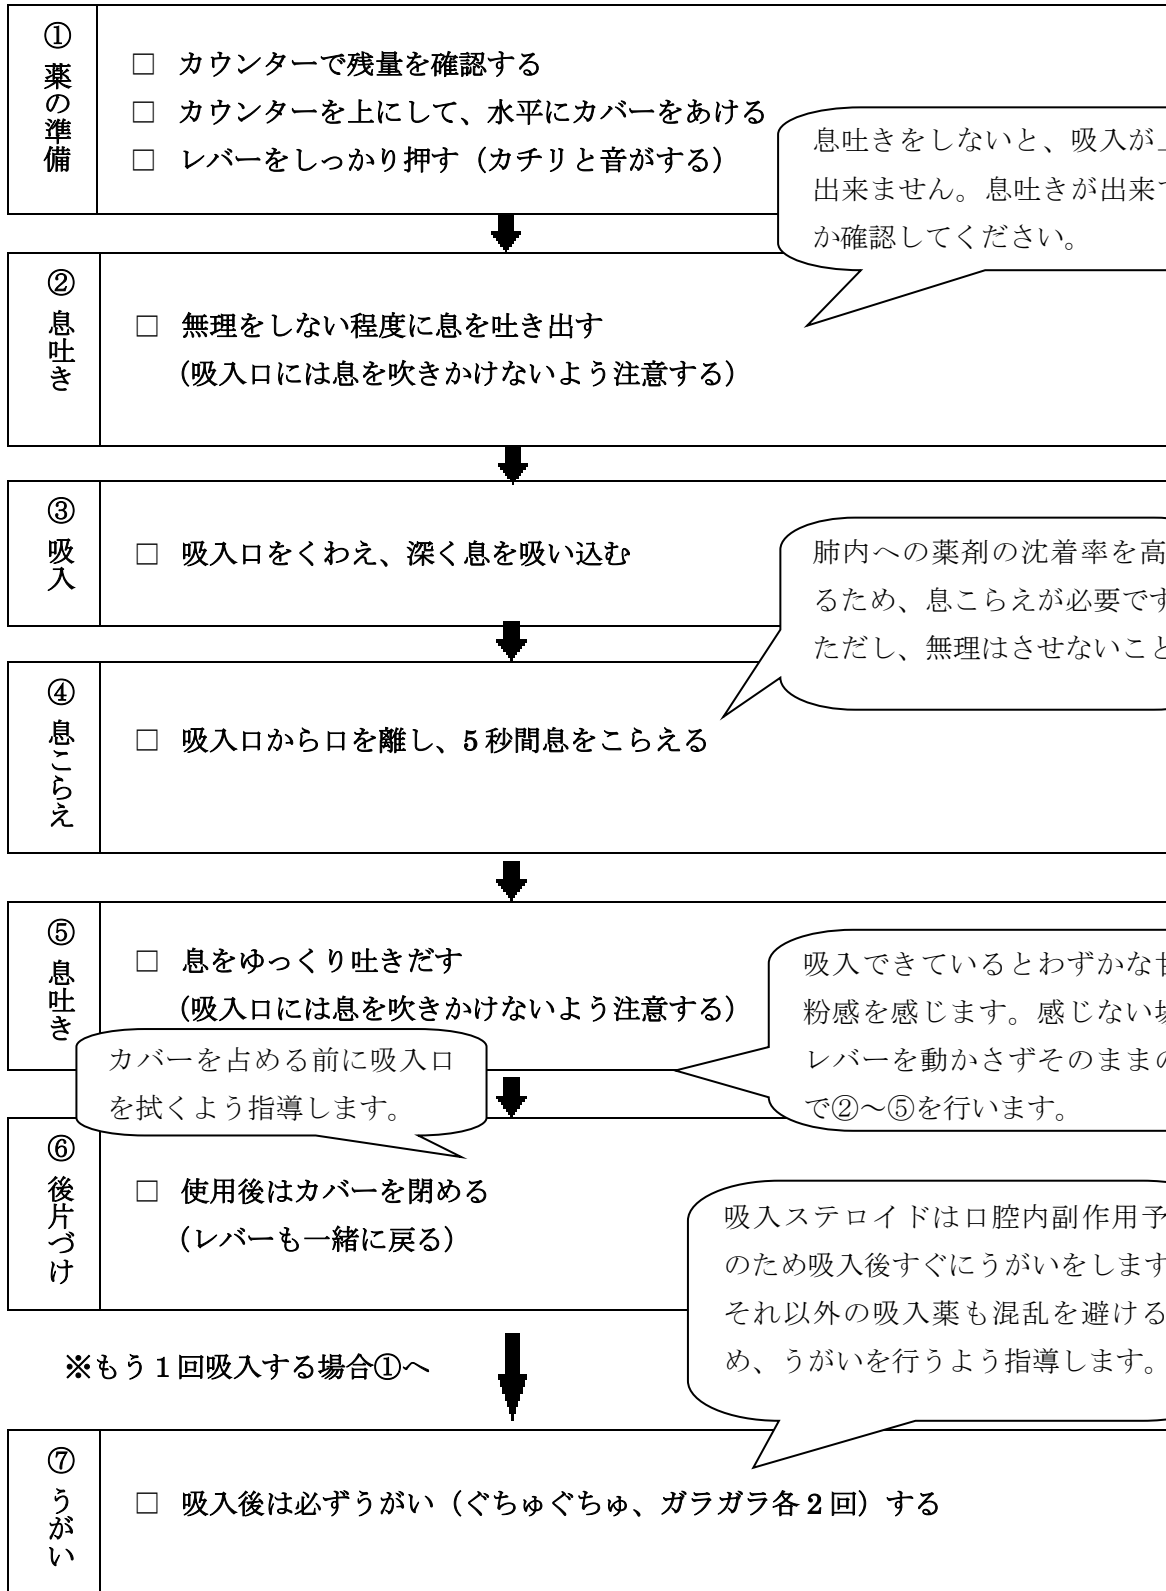 ① 薬の準備
□ カウンターで残量を確認する
□ カウンターを上にして、水平にカバーをあける
□ レバーをしっかり押す（カチリと音がする）
息吐きをしないと、吸入が
出来ません。息吐きが出来
か確認してください。
② 息吐き
□ 無理をしない程度に息を吐き出す
（吸入口には息を吹きかけないよう注意する）
③ 吸入
□ 吸入口をくわえ、深く息を吸い込む
肺内への薬剤の沈着率を高
るため、息こらえが必要です
ただし、無理はさせないこと
④ 息こらえ
□ 吸入口から口を離し、5 秒間息をこらえる
⑤ 息吐き
□ 息をゆっくり吐きだす
（吸入口には息を吹きかけないよう注意する）
吸入できているとわずかな
粉感を感じます。感じない
レバーを動かさずそのままの
で②～⑤を行います。
カバーを占める前に吸入口
を拭くよう指導します。
⑥ 後片づけ
□ 使用後はカバーを閉める
（レバーも一緒に戻る）
吸入ステロイドは口腔内副作用予
のため吸入後すぐにうがいをします
それ以外の吸入薬も混乱を避ける
め、うがいを行うよう指導します。
※もう 1 回吸入する場合①へ
⑦ うがい
□ 吸入後は必ずうがい（ぐちゅぐちゅ、ガラガラ各 2 回）する